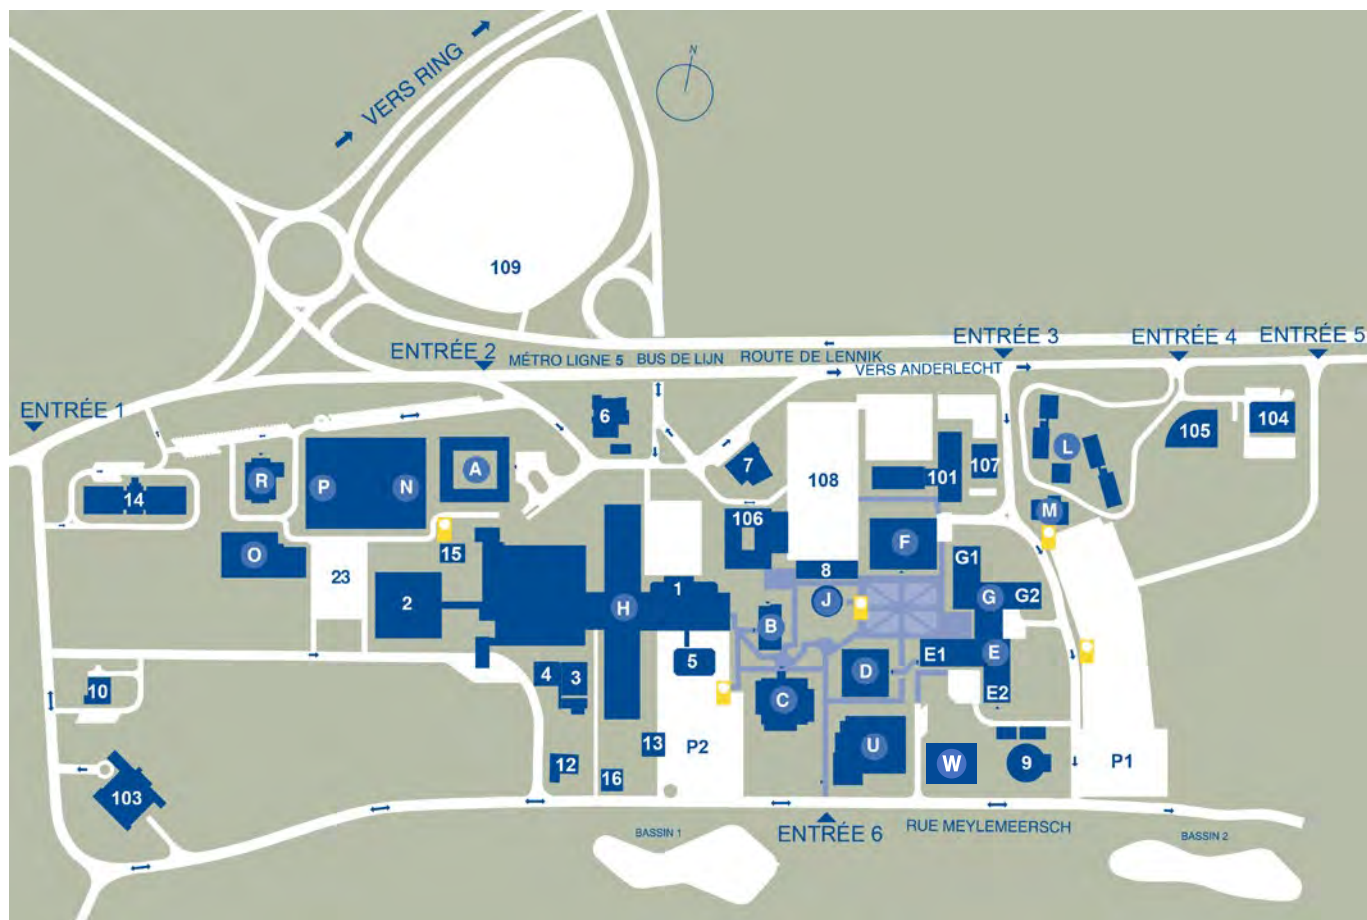 N
VERS RING
109
ENTRÉE 3
ENTRÉE 4
ENTRÉE 5
ENTRÉE 2
MÉTRO LIGNE 5
BUS DE LIJN
ROUTE DE LENNIK
VERS ANDERLECHT
ENTRÉE 1
6
104
105
L
7
A
R
P
N
108
101
107
14
M
106
F
O
15
G1
23
8
2
1
H
J
G
G2
B
E1
E
5
D
4
3
10
E2
C
13
P2
U
W
9
P1
12
16
103
BASSIN 1
ENTRÉE 6
RUE MEYLEMEERSCH
BASSIN 2